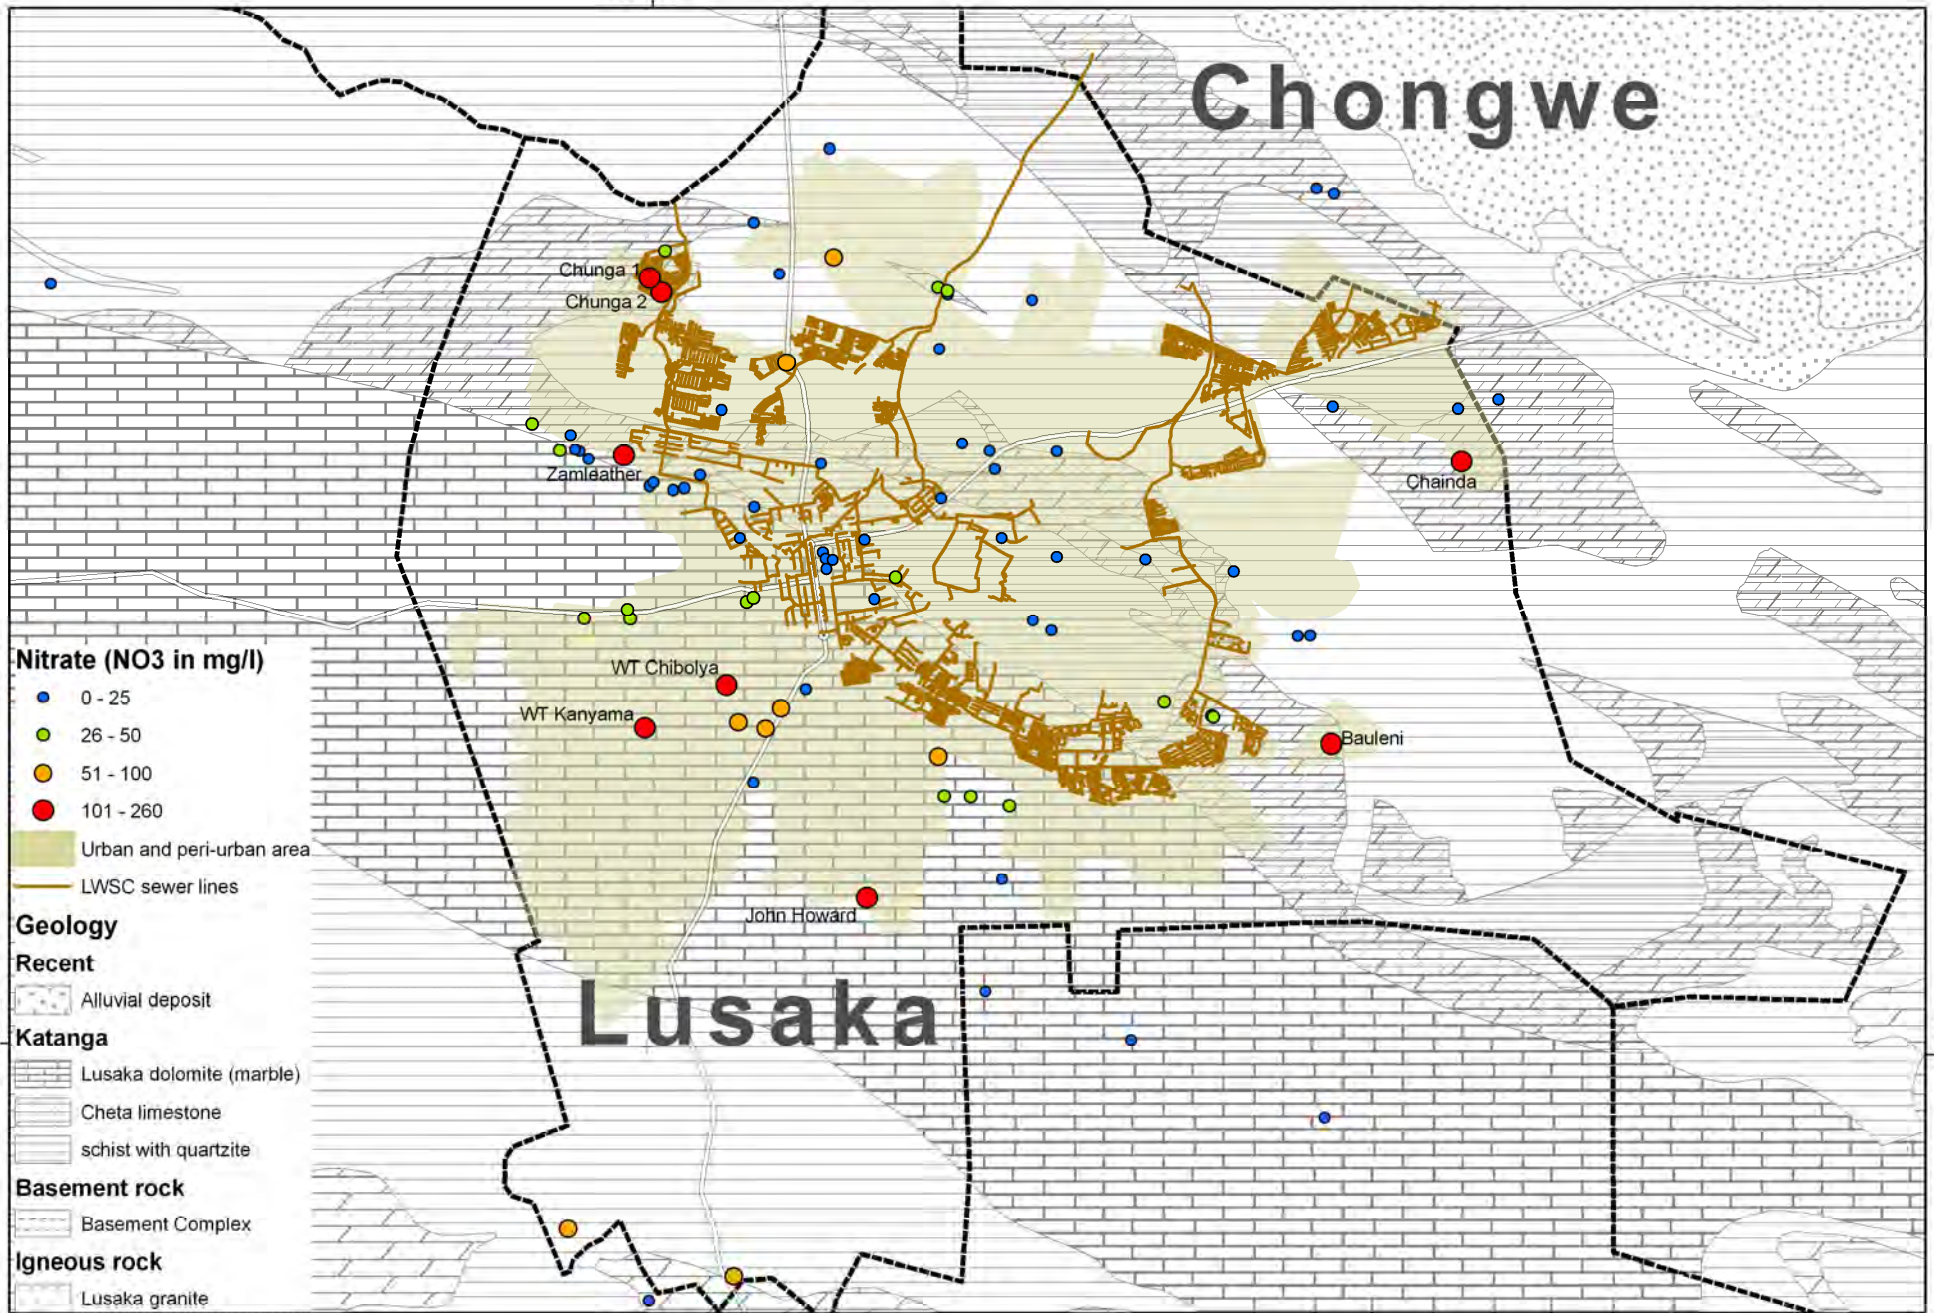 Chongwe
Chunga 1
Chunga 2
Zamleather
Chainda
WT Chibolya
WT Kanyama
Bauleni
John Howard
Lusaka
Nitrate (NO3 in mg/l)
0 - 25
26 - 50
51 - 100
101 - 260
Urban and peri-urban area
LWSC sewer lines
Geology
Recent
Alluvial deposit
Katanga
Lusaka dolomite (marble)
Cheta limestone
schist with quartzite
Basement rock
Basement Complex
Igneous rock
Lusaka granite